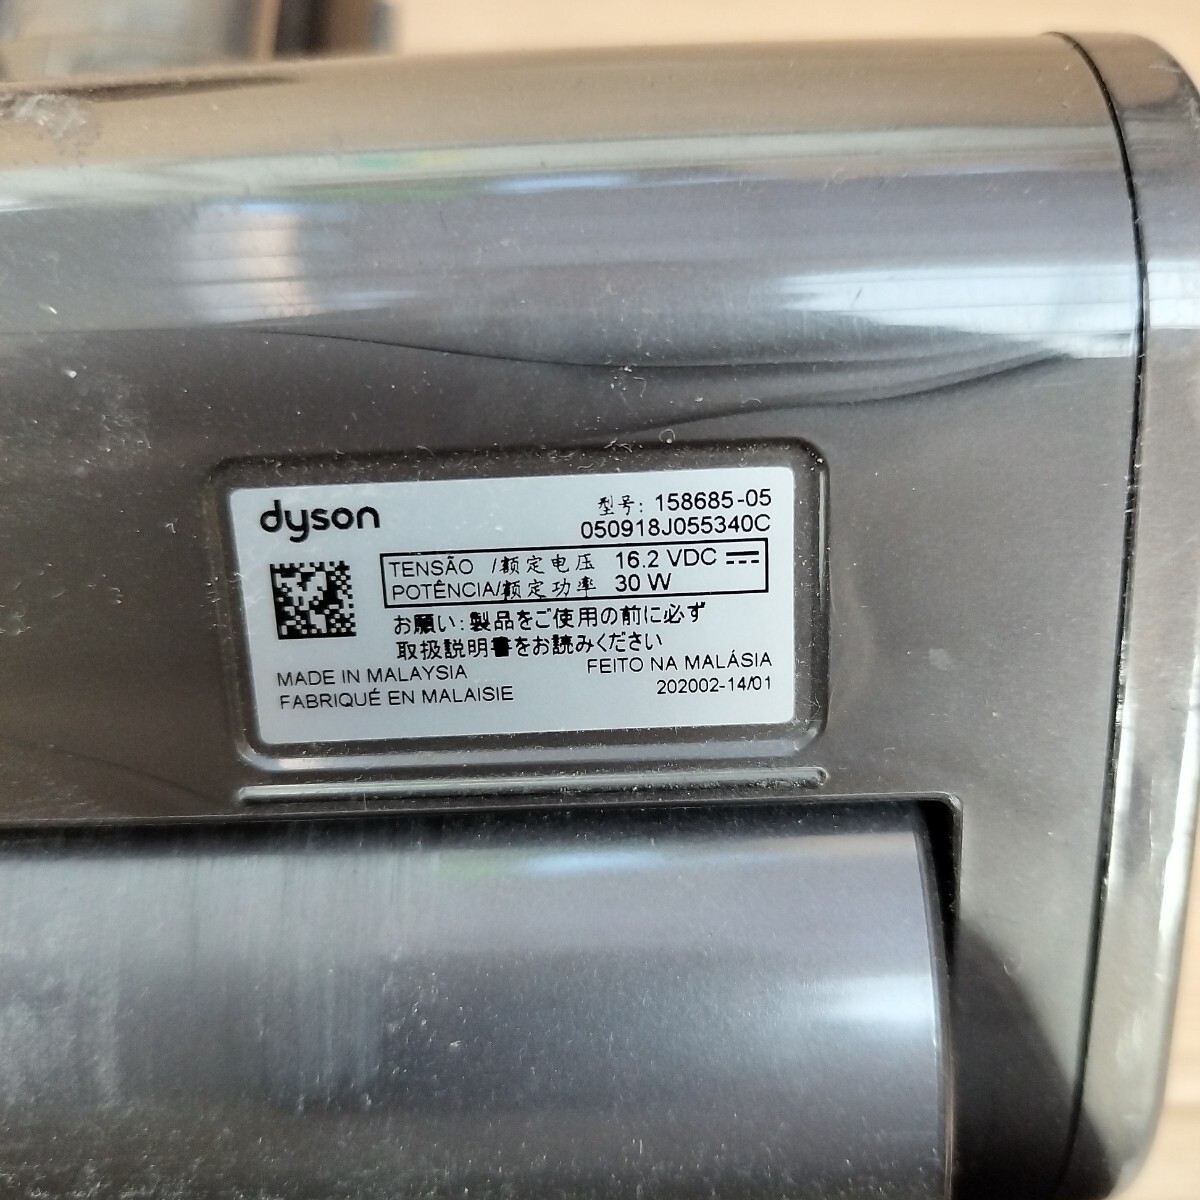 dyson
型号: 158685-05
050918J055340C
TENSÃO /额定电压 16.2 VDC ⎓
POTÊNCIA/额定功率 30 W
お願い:製品をご使用の前に必ず
取扱説明書をお読みください
MADE IN MALAYSIA
FABRIQUÉ EN MALAISIE
FEITO NA MALÁSIA
202002-14/01